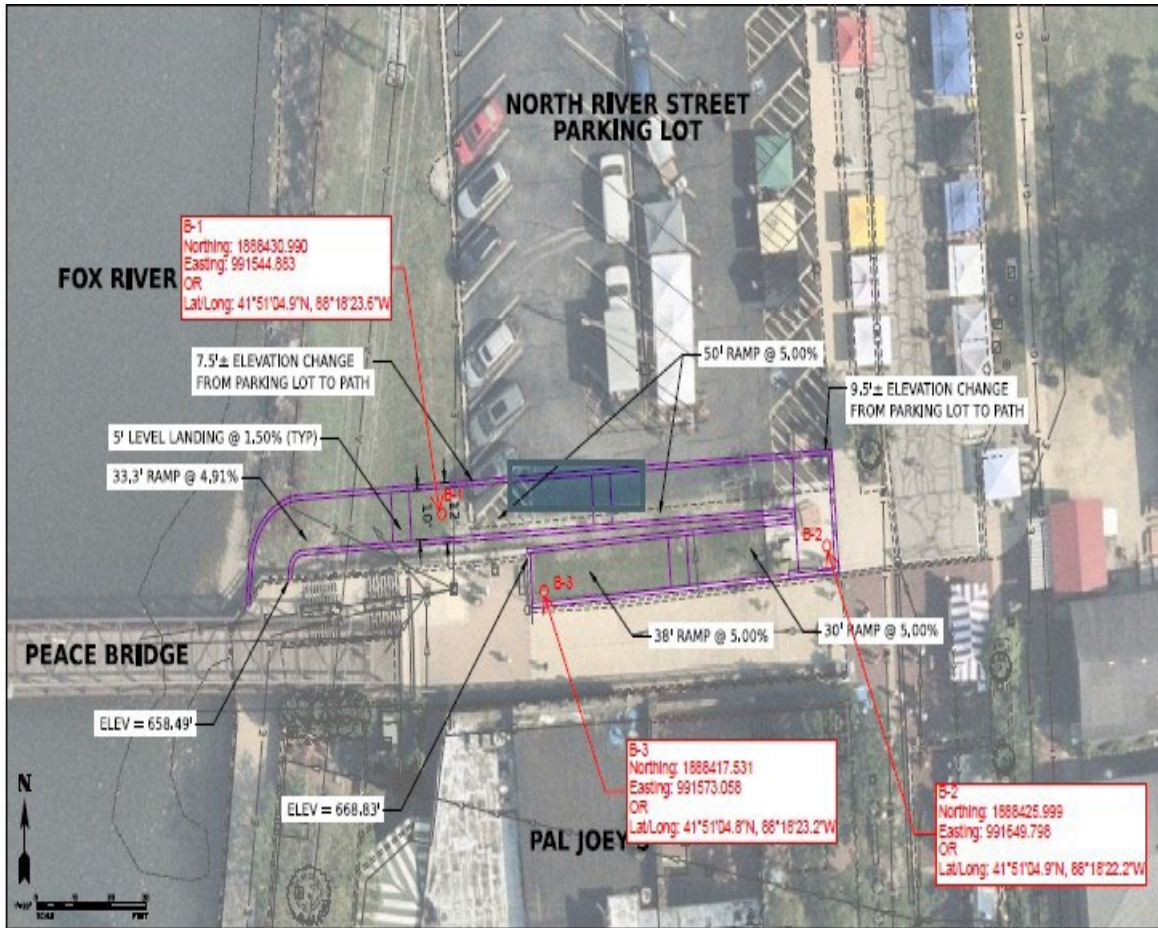 NORTH RIVER STREET
PARKING LOT
B-1
Northing: 1888430.990
Easting: 991544.883
OR
Lat/Long: 41°51'04.9"N, 88°18'23.6"W
FOX RIVER
7.5'± ELEVATION CHANGE
FROM PARKING LOT TO PATH
50' RAMP @ 5.00%
9.5'± ELEVATION CHANGE
FROM PARKING LOT TO PATH
5' LEVEL LANDING @ 1.50% (TYP)
33.3' RAMP @ 4.91%
B-1
10'
12'
B-2
B-3
38' RAMP @ 5.00%
30' RAMP @ 5.00%
PEACE BRIDGE
ELEV = 658.49'
B-3
Northing: 1888417.531
Easting: 991573.058
OR
Lat/Long: 41°51'04.8"N, 88°18'23.2"W
B-2
Northing: 1888425.999
Easting: 991649.798
OR
Lat/Long: 41°51'04.9"N, 88°18'22.2"W
ELEV = 668.83'
PAL JOEY'S
N
SCALE
FEET